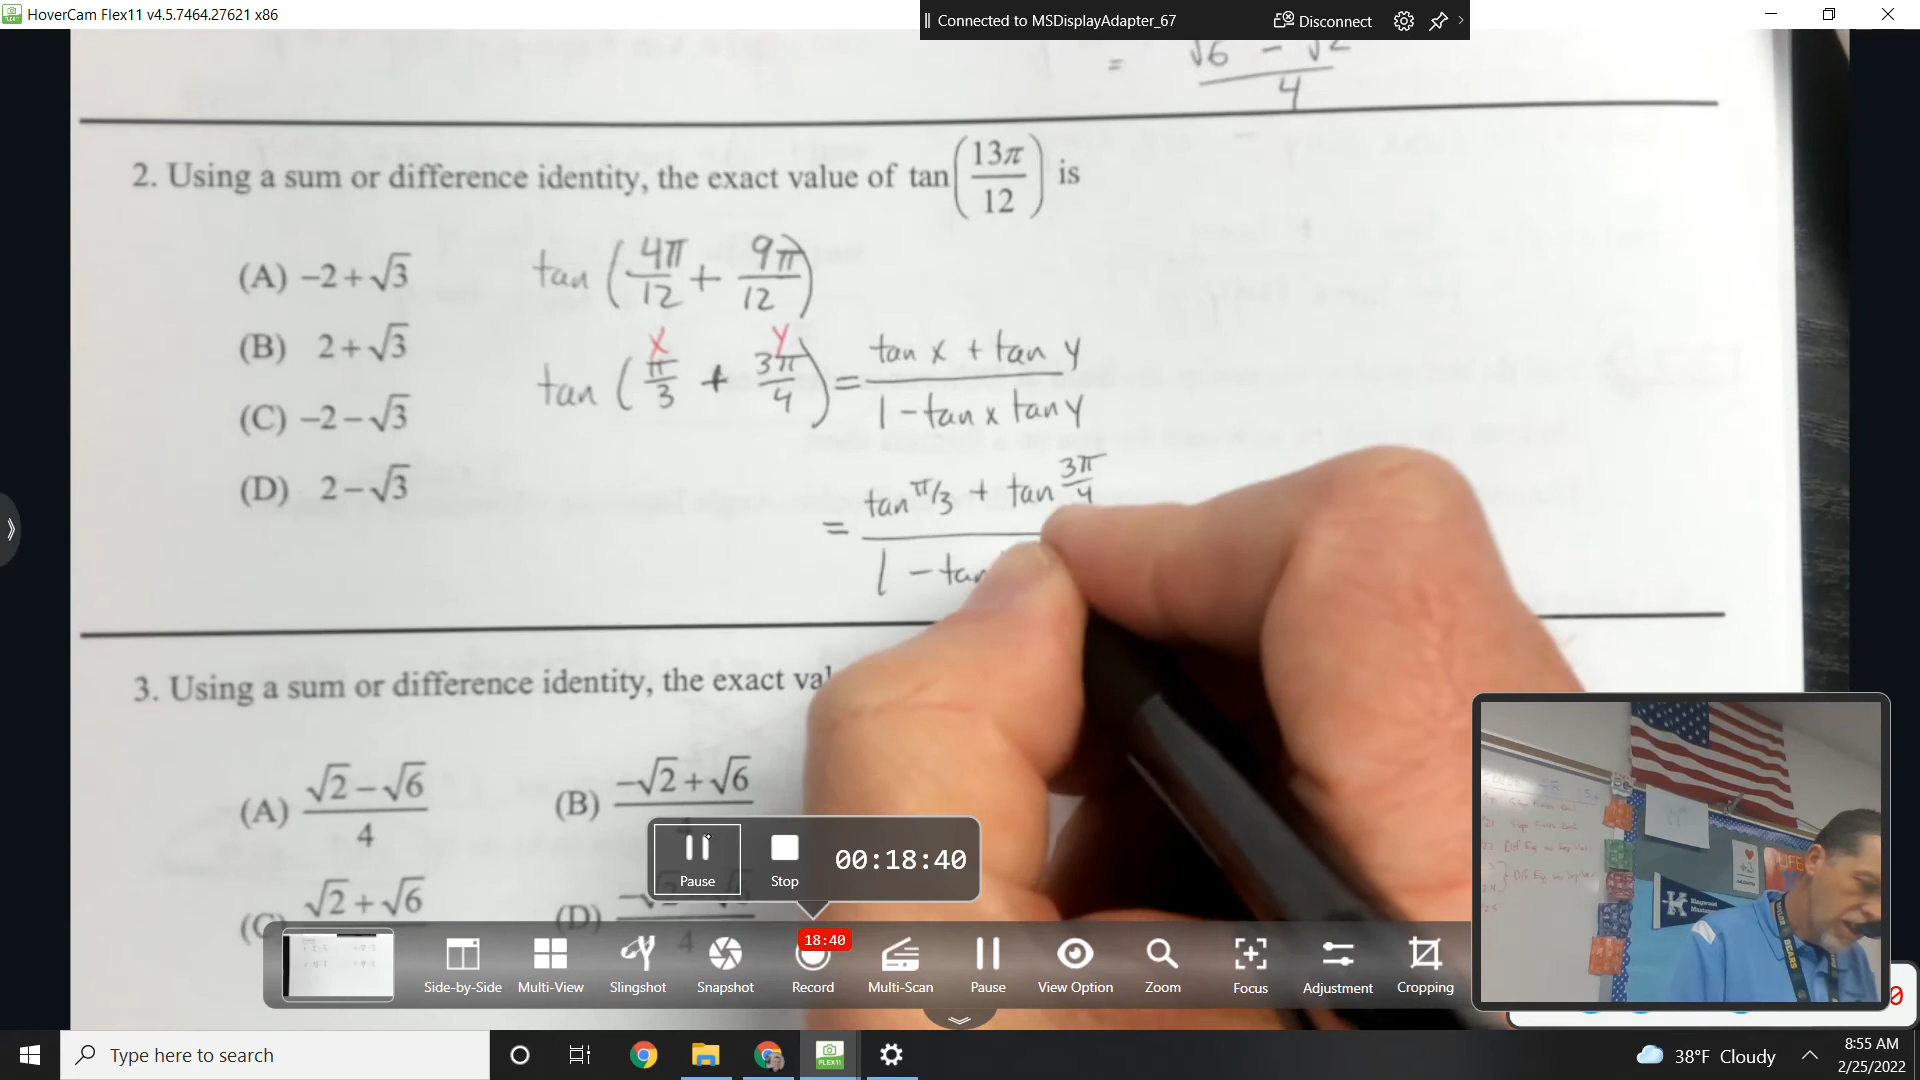 HoverCam Flex11 v4.5.7464.27621 x86
Connected to MSDisplayAdapter_67 Disconnect
= √6 - √2 / 4
2. Using a sum or difference identity, the exact value of tan(13π/12) is
(A) -2+√3
(B) 2+√3
(C) -2-√3
(D) 2-√3
tan (4π/12 + 9π/12)
x y
tan (π/3 + 3π/4) = tan x + tan y / 1 - tan x tan y
= tan π/3 + tan 3π/4 / 1 - tan
3. Using a sum or difference identity, the exact val
(A) √2-√6 / 4
(B) -√2+√6
(C) √2+√6
(D)
4
Pause Stop 00:18:40
18:40
Side-by-Side Multi-View Slingshot Snapshot Record Multi-Scan Pause View Option Zoom Focus Adjustment Cropping
LIFE
K
BEARS
0
Type here to search
FLEX11
38°F Cloudy
8:55 AM
2/25/2022